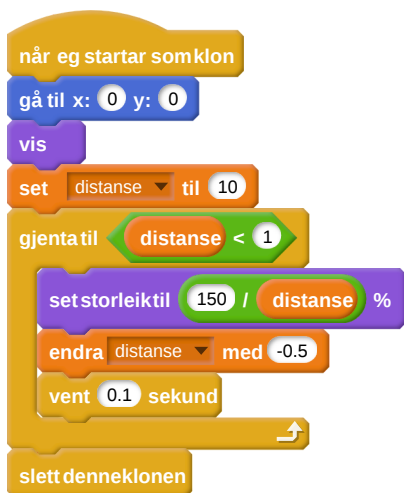 når eg startar som klon
gå til x: 0 y: 0
vis
set distanse til 10
gjenta til distanse < 1
set storleik til 150 / distanse %
endra distanse med -0.5
vent 0.1 sekund
slett denne klonen